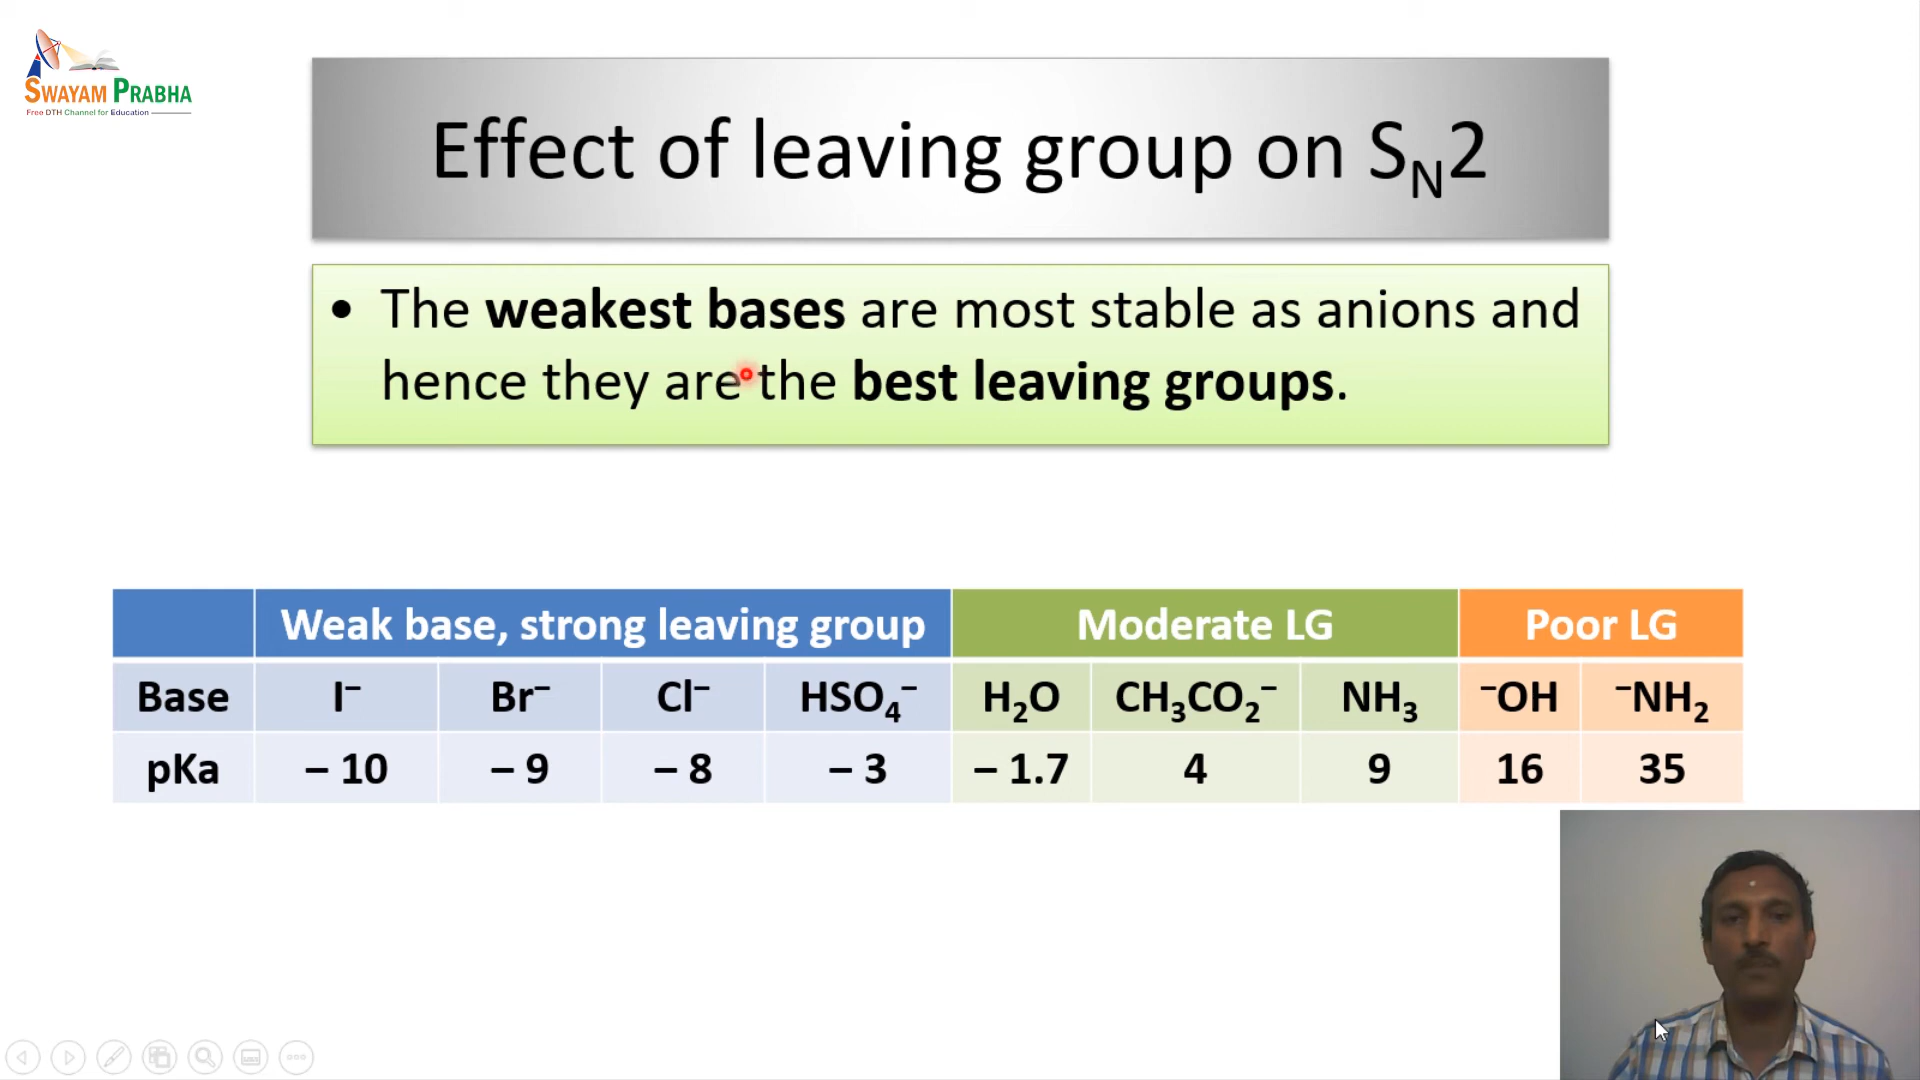 SWAYAM PRABHA
Free DTH Channel for Education
Effect of leaving group on SN2
• The weakest bases are most stable as anions and
hence they are the best leaving groups.
Weak base, strong leaving group Moderate LG Poor LG
Base I⁻ Br⁻ Cl⁻ HSO₄⁻ H₂O CH₃CO₂⁻ NH₃ ⁻OH ⁻NH₂
pKa – 10 – 9 – 8 – 3 – 1.7 4 9 16 35